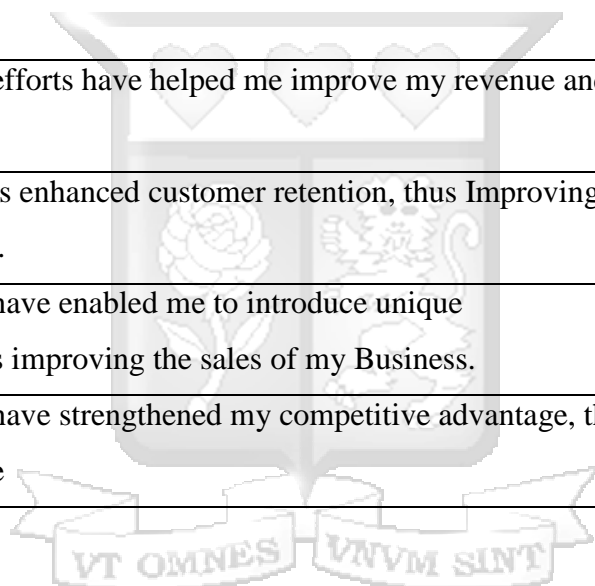 efforts have helped me improve my revenue and
s enhanced customer retention, thus Improving
.
have enabled me to introduce unique
s improving the sales of my Business.
have strengthened my competitive advantage, th
e
VT OMNES VNVM SINT